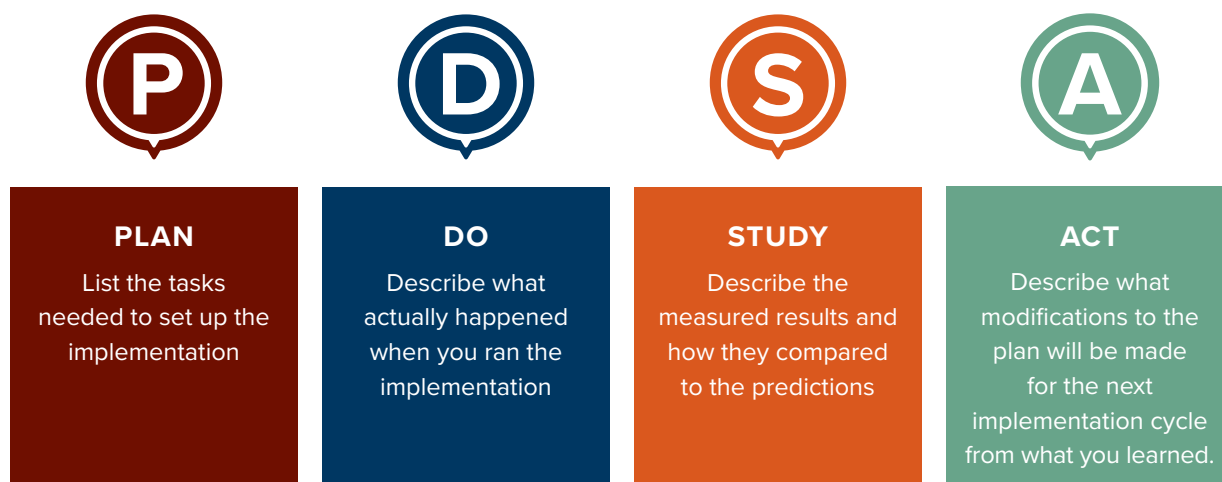 P
D
S
A
PLAN
List the tasks
needed to set up the
implementation
DO
Describe what
actually happened
when you ran the
implementation
STUDY
Describe the
measured results and
how they compared
to the predictions
ACT
Describe what
modifications to the
plan will be made
for the next
implementation cycle
from what you learned.